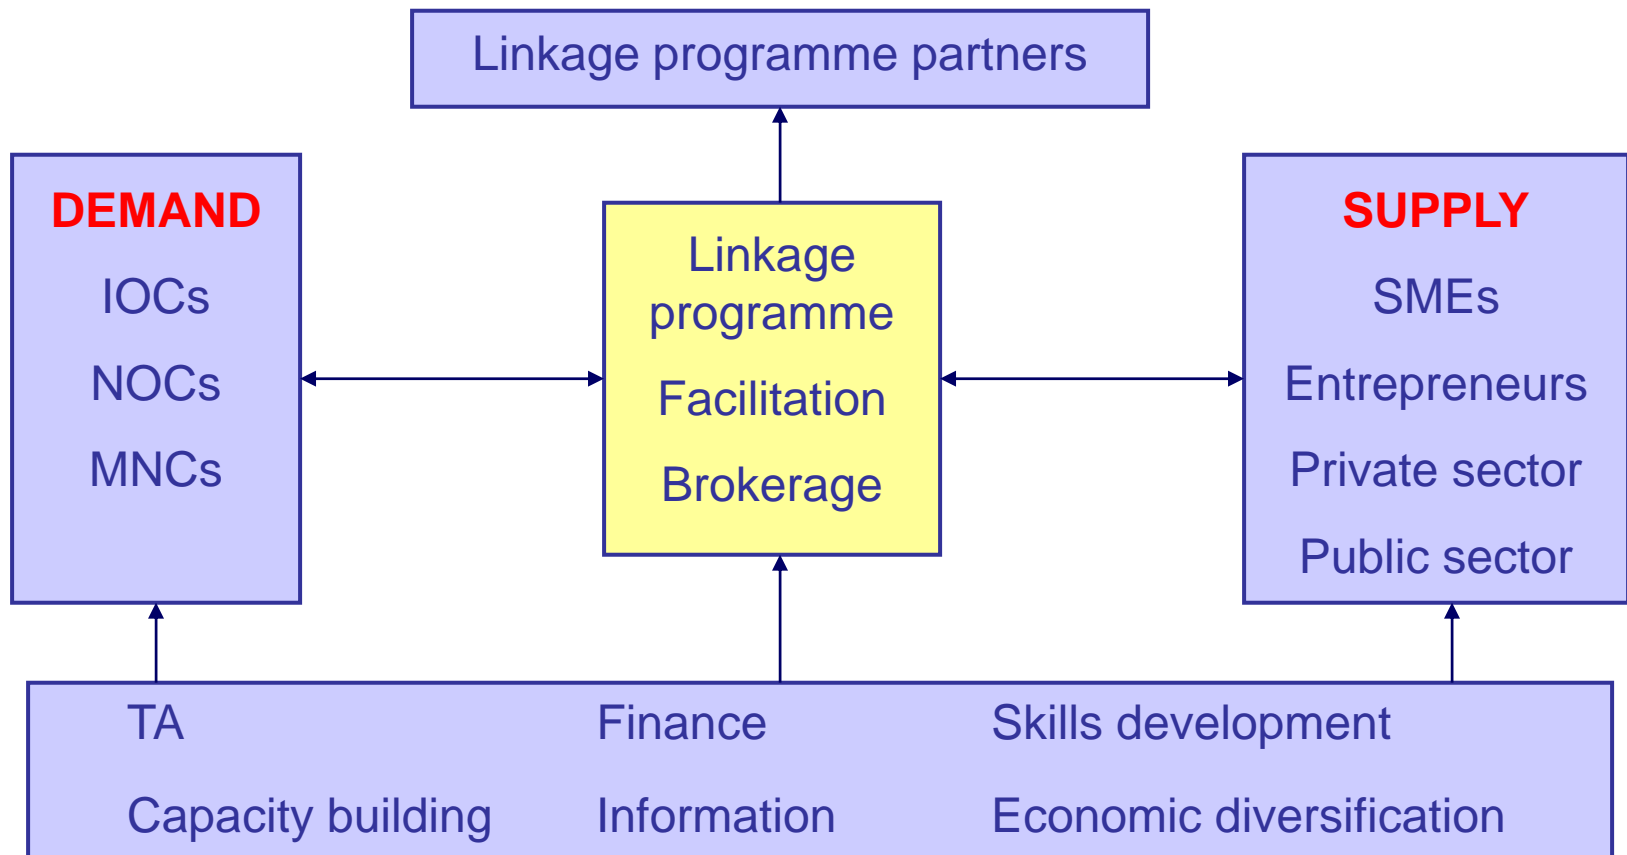 Linkage programme partners
DEMAND
IOCs
NOCs
MNCs
Linkage
programme
Facilitation
Brokerage
SUPPLY
SMEs
Entrepreneurs
Private sector
Public sector
TA Finance Skills development
Capacity building Information Economic diversification